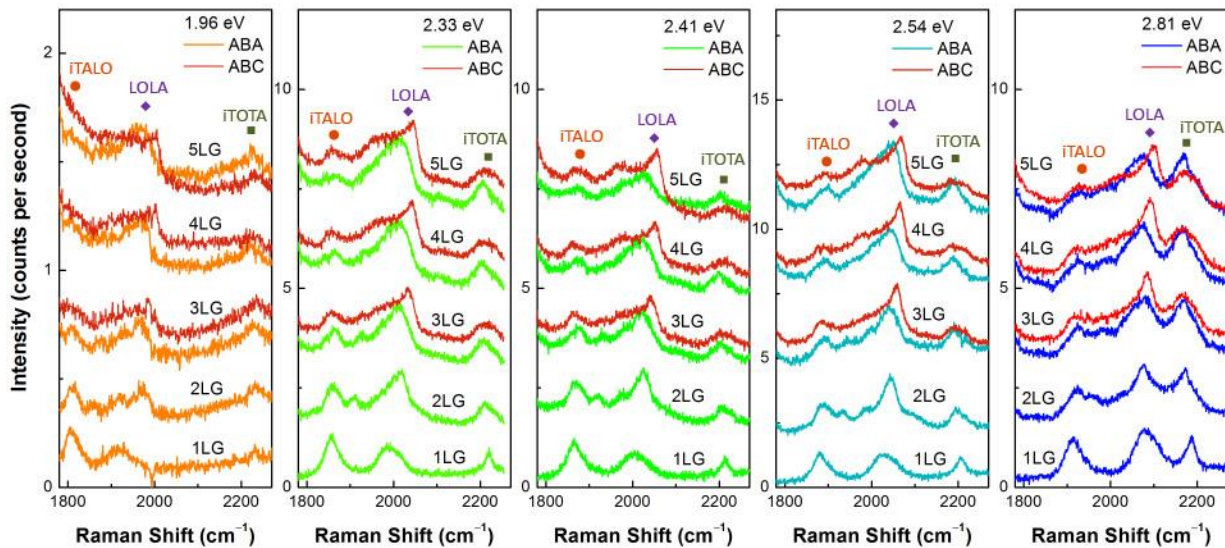 Intensity (counts per second)
1.96 eV
ABA
ABC
iTALO
LOLA
iTOTA
5LG
4LG
3LG
2LG
1LG
2
1
0
1800 2000 2200
Raman Shift (cm⁻¹)
2.33 eV
ABA
ABC
LOLA
iTALO
iTOTA
5LG
4LG
3LG
2LG
1LG
10
5
0
1800 2000 2200
Raman Shift (cm⁻¹)
2.41 eV
ABA
ABC
LOLA
iTALO
iTOTA
5LG
4LG
3LG
2LG
1LG
10
5
0
1800 2000 2200
Raman Shift (cm⁻¹)
2.54 eV
ABA
ABC
LOLA
iTALO
iTOTA
5LG
4LG
3LG
2LG
1LG
15
10
5
0
1800 2000 2200
Raman Shift (cm⁻¹)
2.81 eV
ABA
ABC
LOLA
iTOTA
iTALO
5LG
4LG
3LG
2LG
1LG
10
5
0
1800 2000 2200
Raman Shift (cm⁻¹)